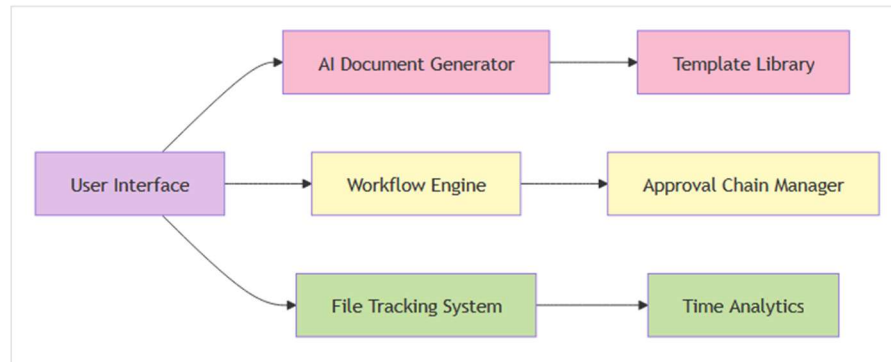 AI Document Generator
Template Library
User Interface
Workflow Engine
Approval Chain Manager
File Tracking System
Time Analytics